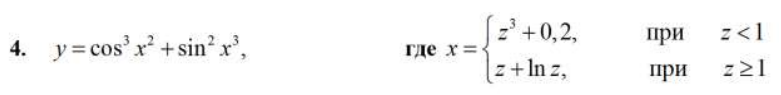 4. y = cos³ x² + sin² x³, где x = { z³ + 0,2, при z < 1
z + ln z, при z ≥ 1